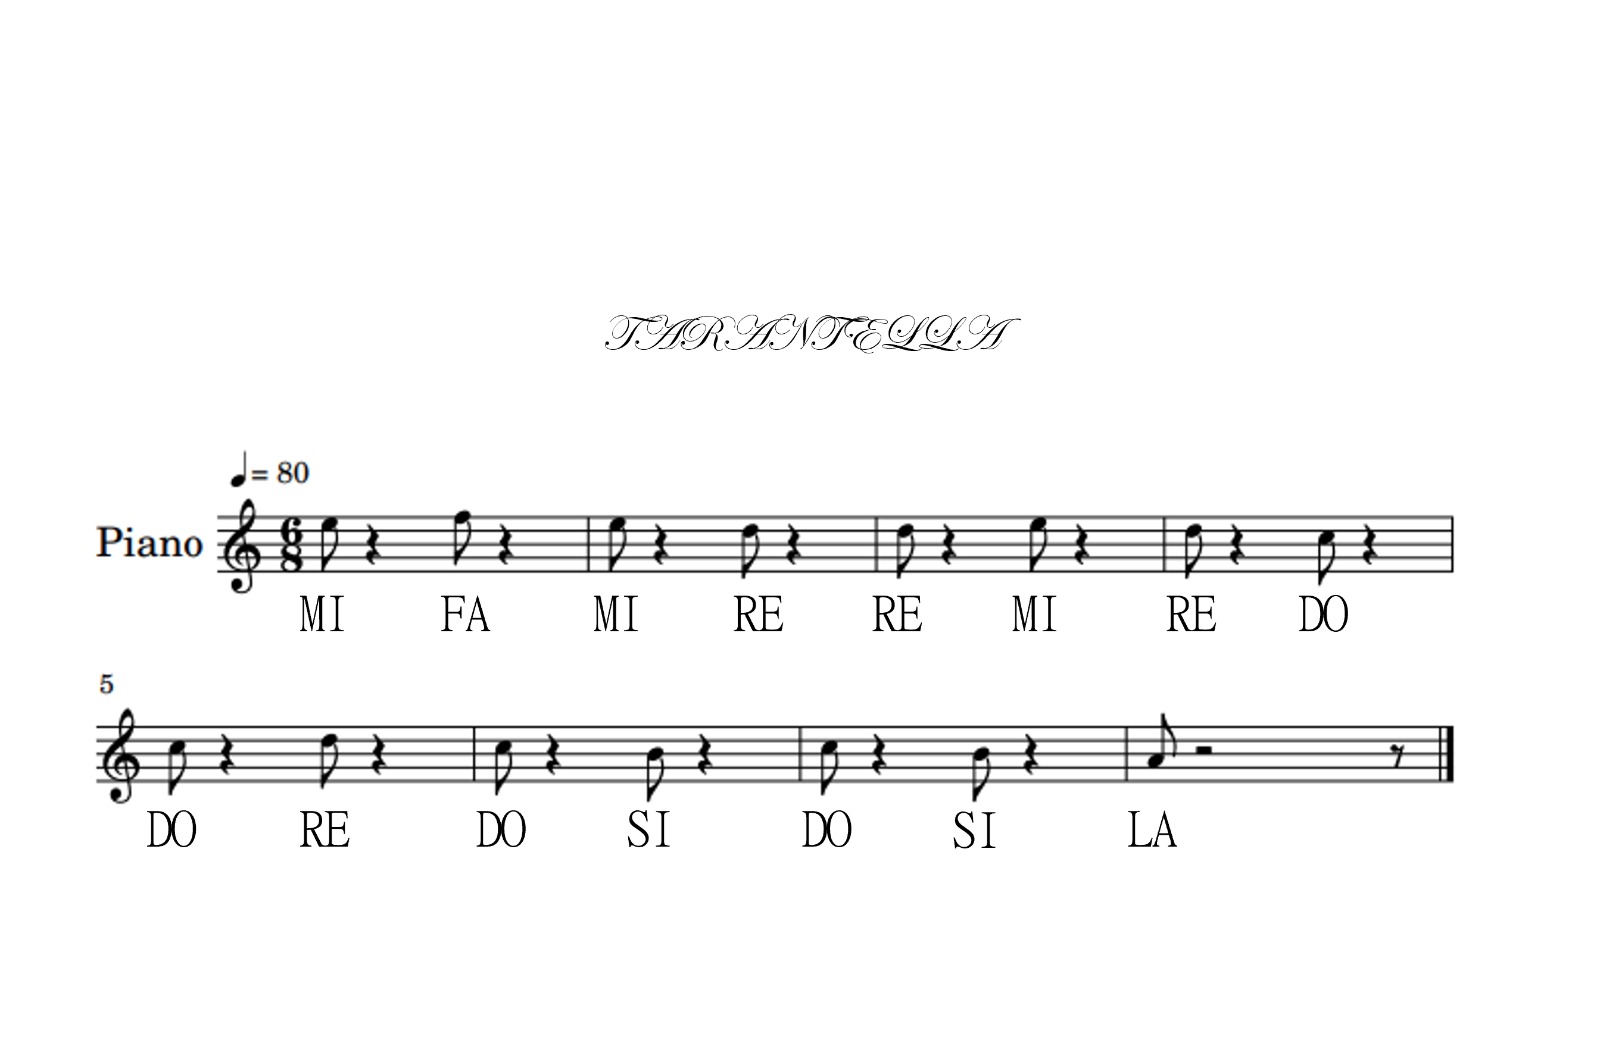 TARANTELLA
= 80
Piano
6
8
MI FA MI RE RE MI RE DO
5
DO RE DO SI DO SI LA